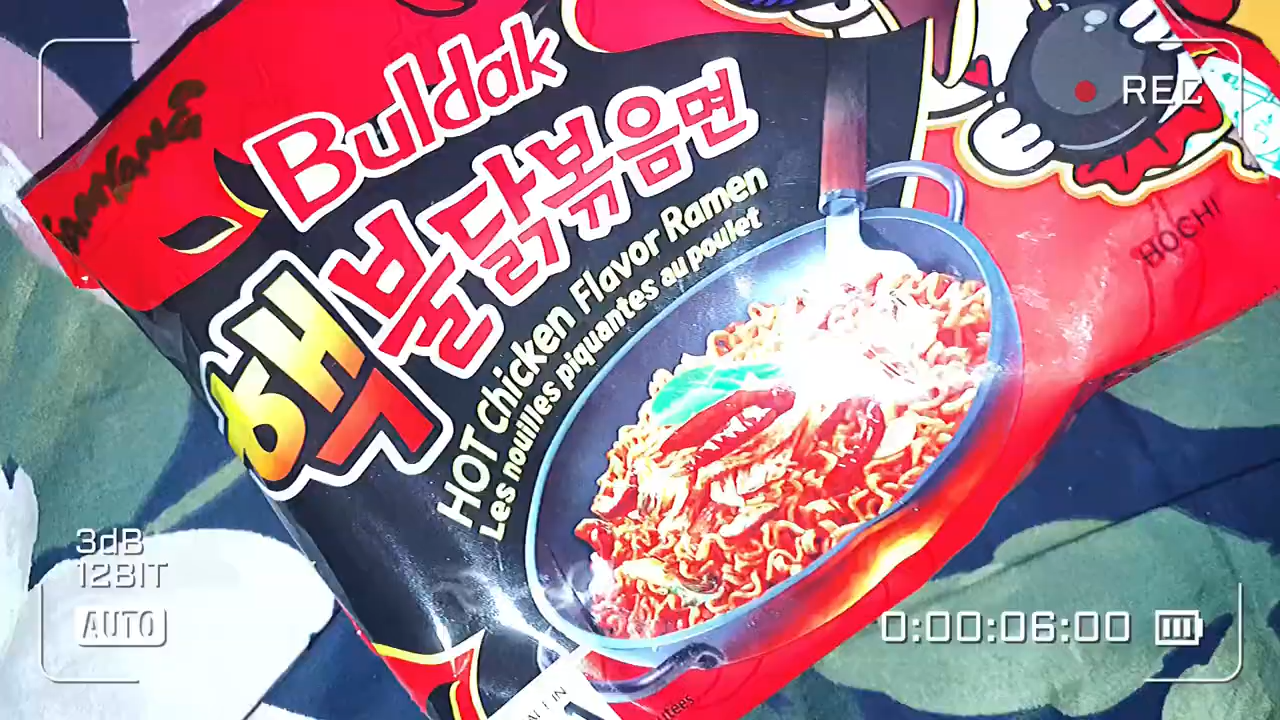 SAMYANG
Buldak
핵
불닭볶음면
HOT Chicken Flavor Ramen
Les nouilles piquantes au poulet
HOCHI
REC
3dB
12BIT
AUTO
0:00:06:00